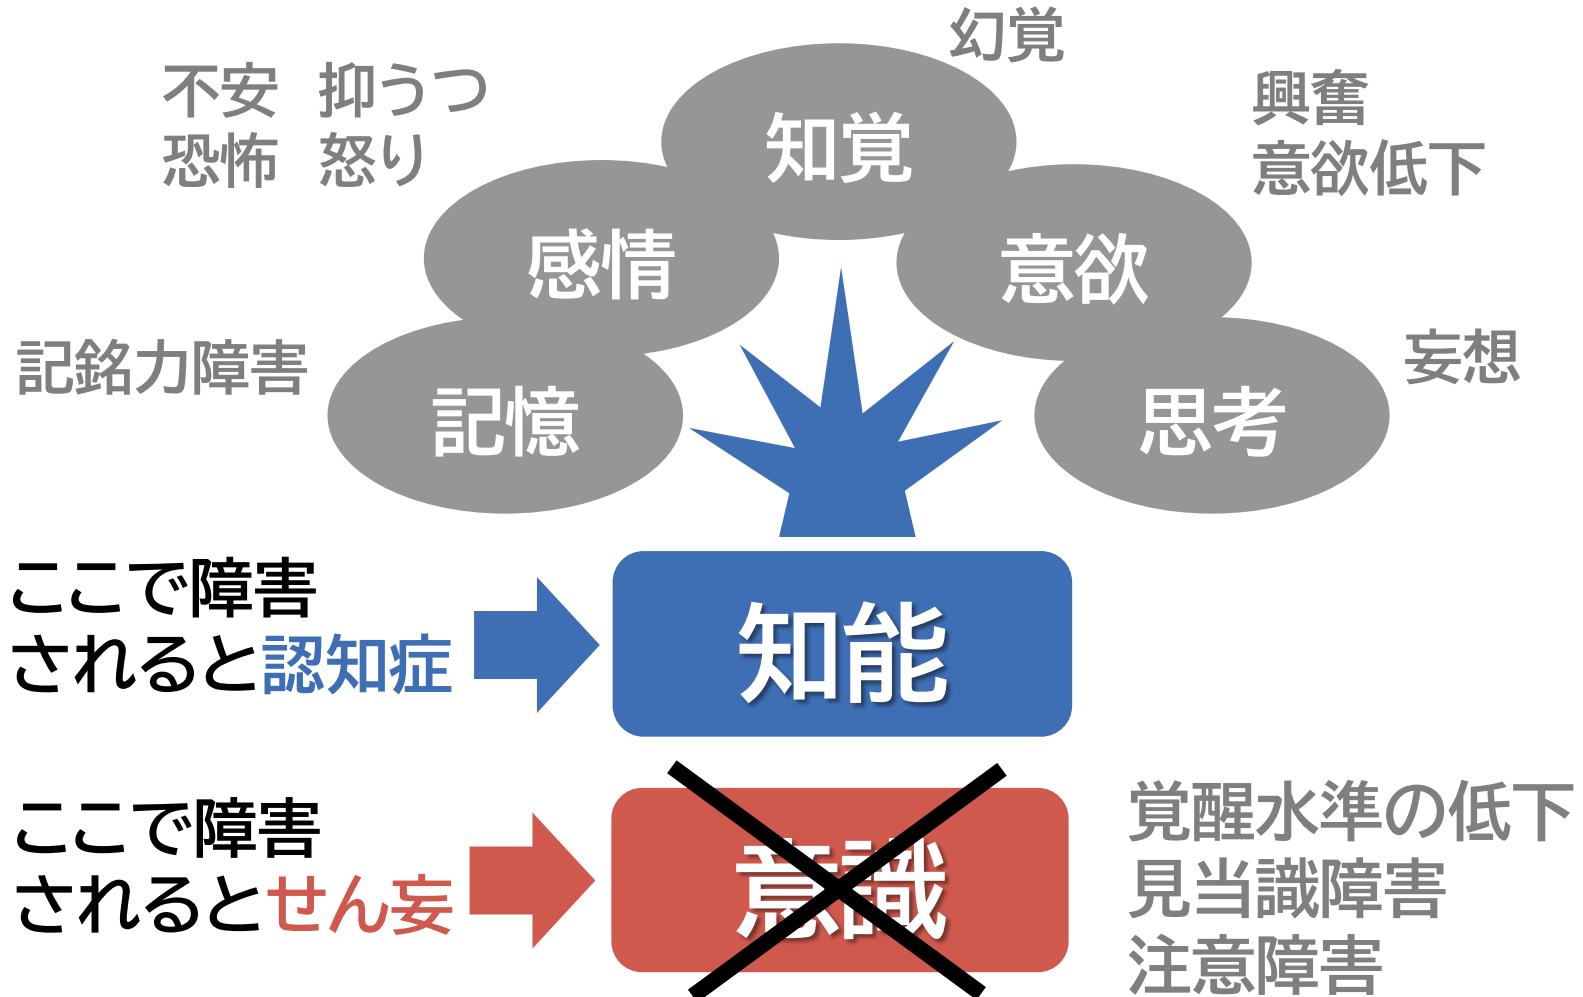 幻覚
不安 抑うつ
恐怖 怒り
知覚
興奮
意欲低下
感情
意欲
記銘力障害
記憶
思考
妄想
ここで障害
されると認知症
知能
ここで障害
されるとせん妄
意識
覚醒水準の低下
見当識障害
注意障害